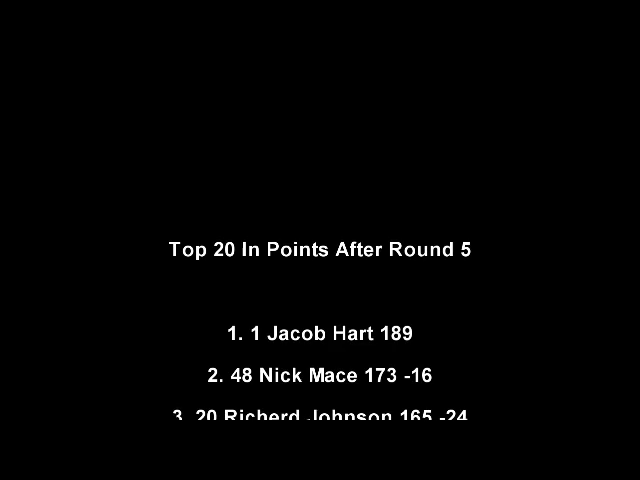 Top 20 In Points After Round 5
1. 1 Jacob Hart 189
2. 48 Nick Mace 173 -16
3. 20 Richerd Johnson 165 -24